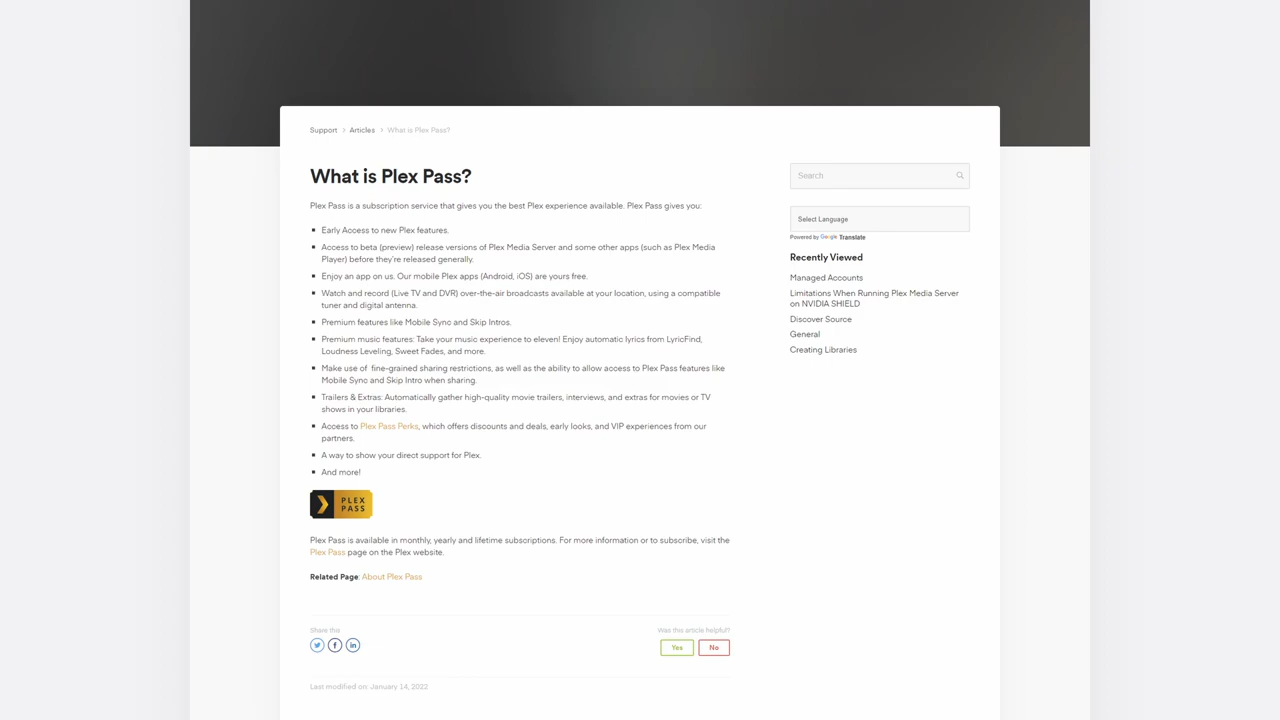 Support > Articles > What is Plex Pass?
What is Plex Pass?
Plex Pass is a subscription service that gives you the best Plex experience available. Plex Pass gives you:
▪ Early Access to new Plex features.
▪ Access to beta (preview) release versions of Plex Media Server and some other apps (such as Plex Media
Player) before they're released generally.
▪ Enjoy an app on us. Our mobile Plex apps (Android, iOS) are yours free.
▪ Watch and record (Live TV and DVR) over-the-air broadcasts available at your location, using a compatible
tuner and digital antenna.
▪ Premium features like Mobile Sync and Skip Intros.
▪ Premium music features: Take your music experience to eleven! Enjoy automatic lyrics from LyricFind,
Loudness Leveling, Sweet Fades, and more.
▪ Make use of fine-grained sharing restrictions, as well as the ability to allow access to Plex Pass features like
Mobile Sync and Skip Intro when sharing.
▪ Trailers & Extras: Automatically gather high-quality movie trailers, interviews, and extras for movies or TV
shows in your libraries.
▪ Access to Plex Pass Perks, which offers discounts and deals, early looks, and VIP experiences from our
partners.
▪ A way to show your direct support for Plex.
▪ And more!
PLEX
PASS
Plex Pass is available in monthly, yearly and lifetime subscriptions. For more information or to subscribe, visit the
Plex Pass page on the Plex website.
Related Page: About Plex Pass
Share this
Was this article helpful?
Yes No
Last modified on: January 14, 2022
Search
Select Language
Powered by Google Translate
Recently Viewed
Managed Accounts
Limitations When Running Plex Media Server
on NVIDIA SHIELD
Discover Source
General
Creating Libraries